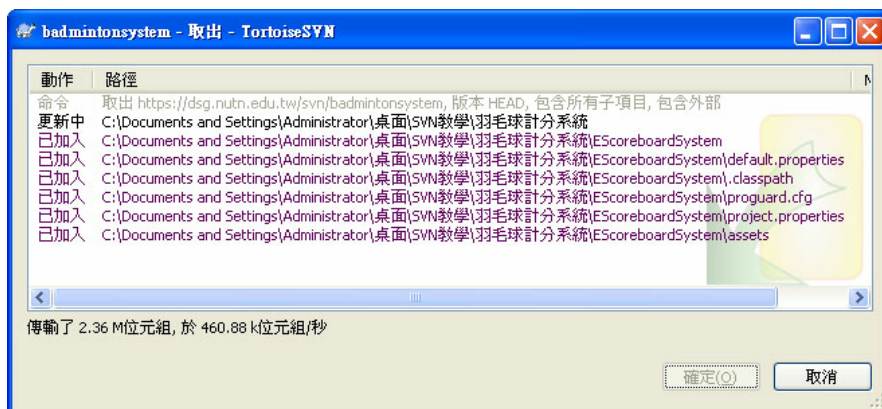 badmintonsystem - 取出 - TortoiseSVN
動作 路徑
命令 取出 https://dsg.nutn.edu.tw/svn/badmintonsystem, 版本 HEAD, 包含所有子項目, 包含外部
更新中 C:\Documents and Settings\Administrator\桌面\SVN教學\羽毛球計分系統
已加入 C:\Documents and Settings\Administrator\桌面\SVN教學\羽毛球計分系統\EScoreboardSystem
已加入 C:\Documents and Settings\Administrator\桌面\SVN教學\羽毛球計分系統\EScoreboardSystem\default.properties
已加入 C:\Documents and Settings\Administrator\桌面\SVN教學\羽毛球計分系統\EScoreboardSystem\.classpath
已加入 C:\Documents and Settings\Administrator\桌面\SVN教學\羽毛球計分系統\EScoreboardSystem\proguard.cfg
已加入 C:\Documents and Settings\Administrator\桌面\SVN教學\羽毛球計分系統\EScoreboardSystem\project.properties
已加入 C:\Documents and Settings\Administrator\桌面\SVN教學\羽毛球計分系統\EScoreboardSystem\assets
傳輸了 2.36 M位元組, 於 460.88 k位元組/秒
確定(O) 取消